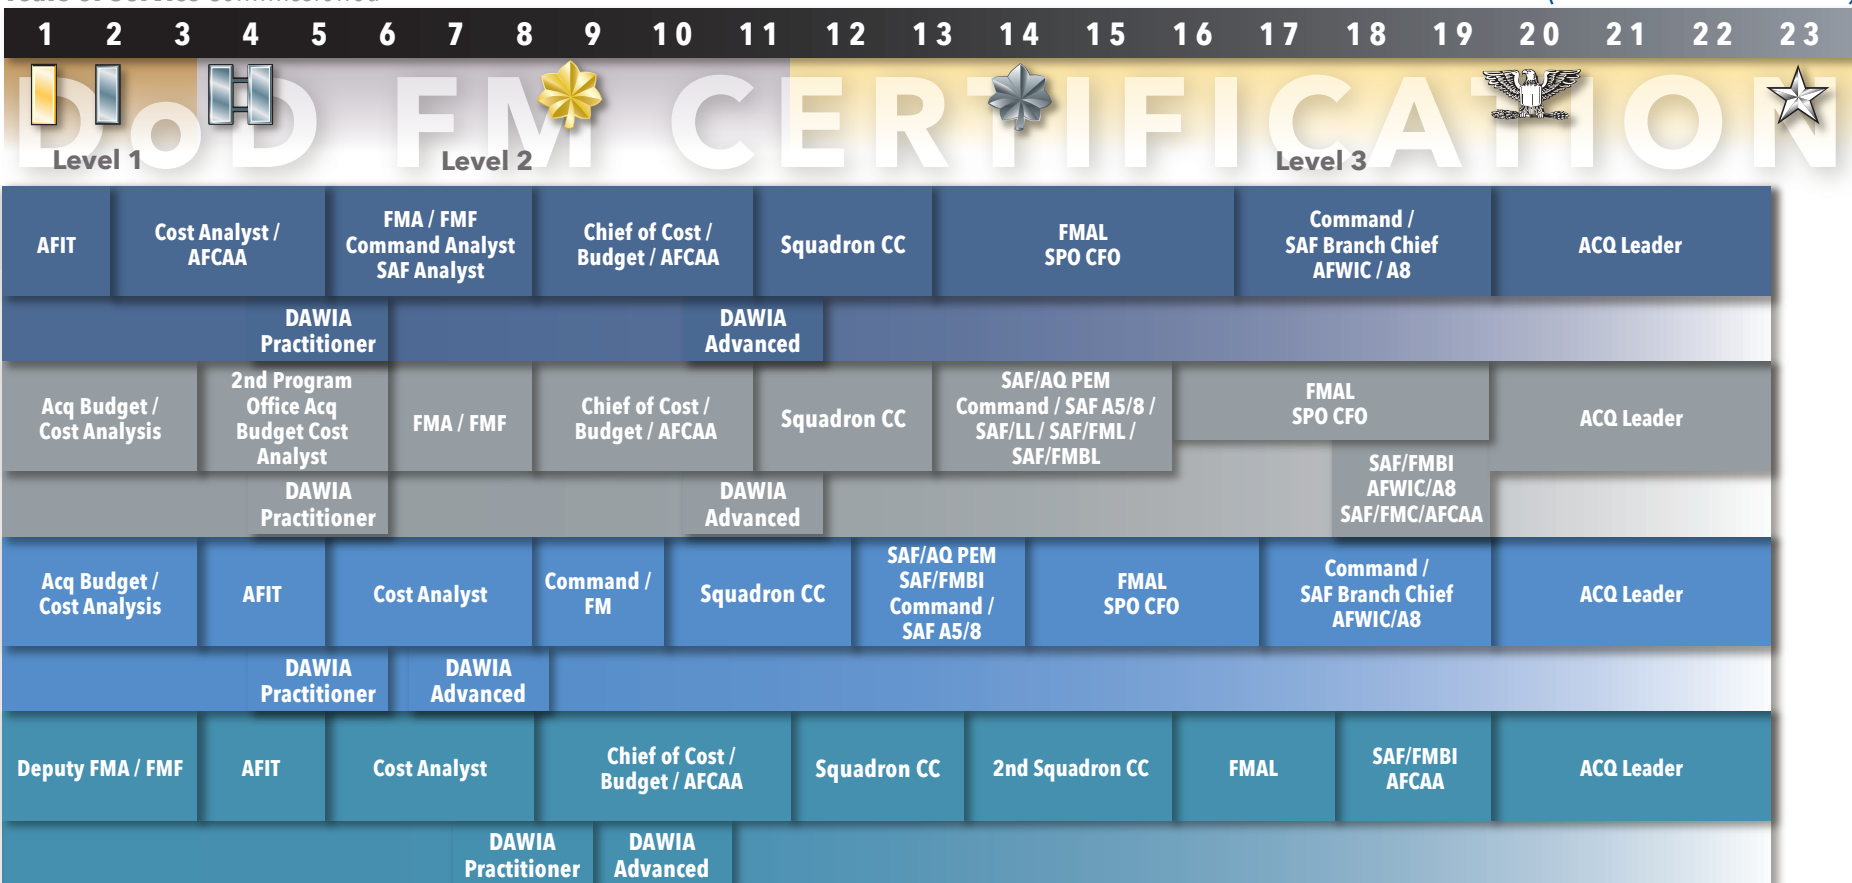 Years of Service Commissioned
1 2 3 4 5 6 7 8 9 10 11 12 13 14 15 16 17 18 19 20 21 22 23
DoD FM CERTIFICATION
Level 1 Level 2 Level 3
AFIT
Cost Analyst /
AFCAA
FMA / FMF
Command Analyst
SAF Analyst
Chief of Cost /
Budget / AFCAA
Squadron CC
FMAL
SPO CFO
Command /
SAF Branch Chief
AFWIC / A8
ACQ Leader
DAWIA
Practitioner
DAWIA
Advanced
Acq Budget /
Cost Analysis
2nd Program
Office Acq
Budget Cost
Analyst
FMA / FMF
Chief of Cost /
Budget / AFCAA
Squadron CC
SAF/AQ PEM
Command / SAF A5/8 /
SAF/LL / SAF/FML /
SAF/FMBL
FMAL
SPO CFO
SAF/FMBI
AFWIC/A8
SAF/FMC/AFCAA
ACQ Leader
DAWIA
Practitioner
DAWIA
Advanced
Acq Budget /
Cost Analysis
AFIT
Cost Analyst
Command /
FM
Squadron CC
SAF/AQ PEM
SAF/FMBI
Command /
SAF A5/8
FMAL
SPO CFO
Command /
SAF Branch Chief
AFWIC/A8
ACQ Leader
DAWIA
Practitioner
DAWIA
Advanced
Deputy FMA / FMF
AFIT
Cost Analyst
Chief of Cost /
Budget / AFCAA
Squadron CC
2nd Squadron CC
FMAL
SAF/FMBI
AFCAA
ACQ Leader
DAWIA
Practitioner
DAWIA
Advanced